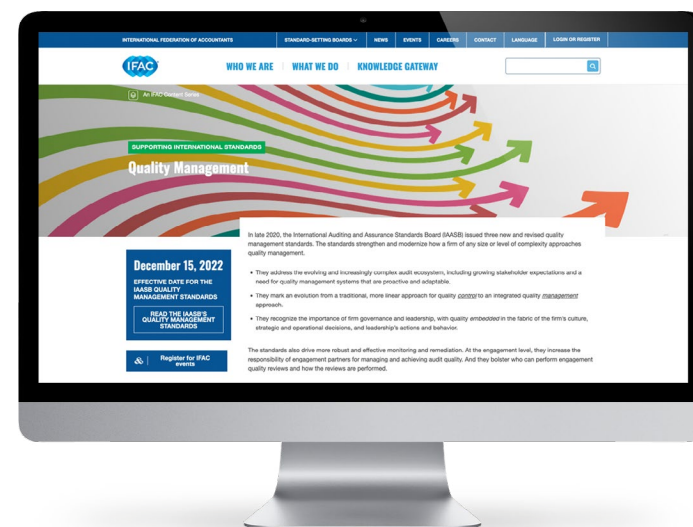 INTERNATIONAL FEDERATION OF ACCOUNTANTS
STANDARD-SETTING BOARDS
NEWS
EVENTS
CAREERS
CONTACT
LANGUAGE
LOGIN OR REGISTER
IFAC
WHO WE ARE
WHAT WE DO
KNOWLEDGE GATEWAY
An IFAC Content Series
SUPPORTING INTERNATIONAL STANDARDS
Quality Management
In late 2020, the International Auditing and Assurance Standards Board (IAASB) issued three new and revised quality
management standards. The standards strengthen and modernize how a firm of any size or level of complexity approaches
quality management.
• They address the evolving and increasingly complex audit ecosystem, including growing stakeholder expectations and a
need for quality management systems that are proactive and adaptable.
• They mark an evolution from a traditional, more linear approach for quality control to an integrated quality management
approach.
• They recognize the importance of firm governance and leadership, with quality embedded in the fabric of the firm's culture,
strategic and operational decisions, and leadership's actions and behavior.
The standards also drive more robust and effective monitoring and remediation. At the engagement level, they increase the
responsibility of engagement partners for managing and achieving audit quality. And they bolster who can perform engagement
quality reviews and how the reviews are performed.
December 15, 2022
EFFECTIVE DATE FOR THE
IAASB QUALITY
MANAGEMENT STANDARDS
READ THE IAASB'S
QUALITY MANAGEMENT
STANDARDS
Register for IFAC
events